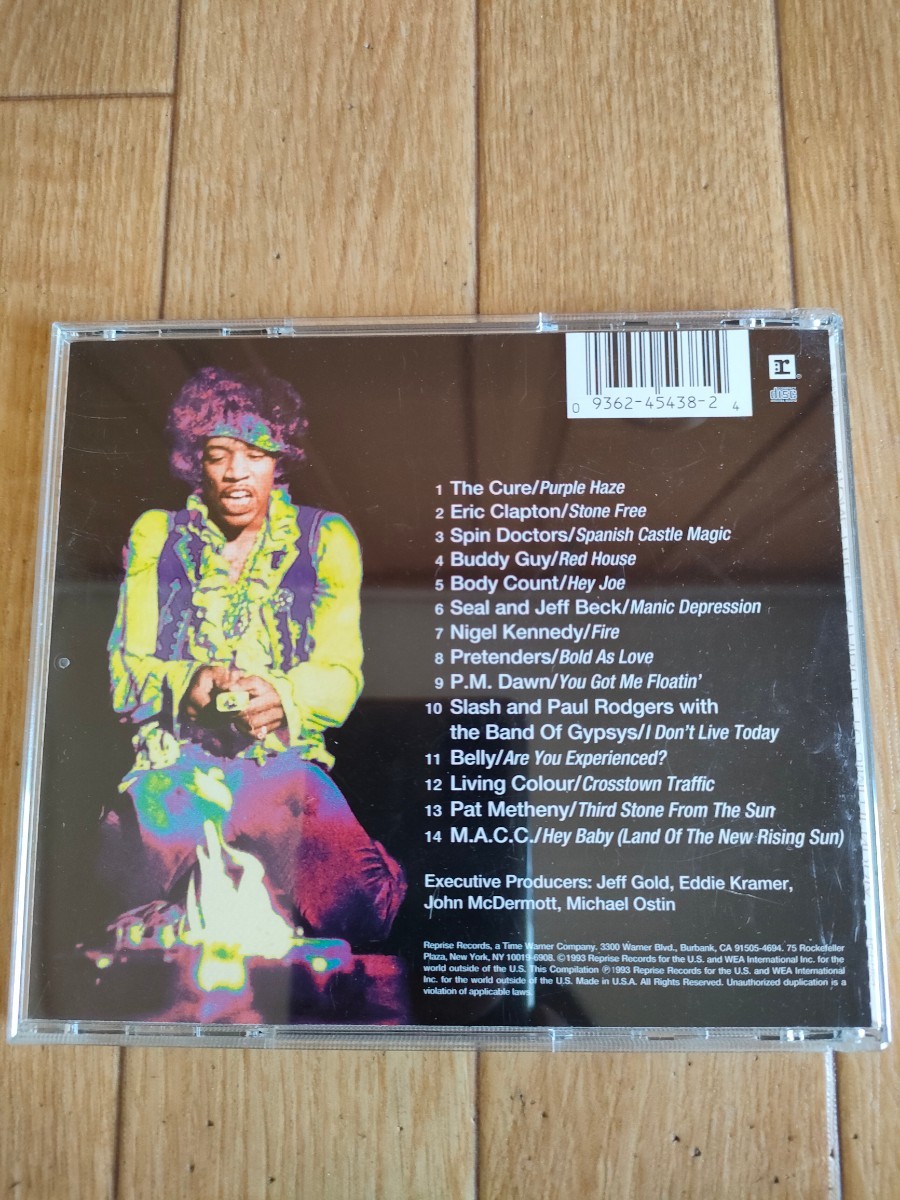 0 9362-45438-2 4
r ®
COMPACT disc DIGITAL AUDIO
1 The Cure/Purple Haze
2 Eric Clapton/Stone Free
3 Spin Doctors/Spanish Castle Magic
4 Buddy Guy/Red House
5 Body Count/Hey Joe
6 Seal and Jeff Beck/Manic Depression
7 Nigel Kennedy/Fire
8 Pretenders/Bold As Love
9 P.M. Dawn/You Got Me Floatin'
10 Slash and Paul Rodgers with
the Band Of Gypsys/I Don't Live Today
11 Belly/Are You Experienced?
12 Living Colour/Crosstown Traffic
13 Pat Metheny/Third Stone From The Sun
14 M.A.C.C./Hey Baby (Land Of The New Rising Sun)
Executive Producers: Jeff Gold, Eddie Kramer,
John McDermott, Michael Ostin
Reprise Records, a Time Warner Company. 3300 Warner Blvd., Burbank, CA 91505-4694. 75 Rockefeller
Plaza, New York, NY 10019-6908. ©1993 Reprise Records for the U.S. and WEA International Inc. for the
world outside of the U.S. This Compilation ℗1993 Reprise Records for the U.S. and WEA International
Inc. for the world outside of the U.S. Made in U.S.A. All Rights Reserved. Unauthorized duplication is a
violation of applicable laws.